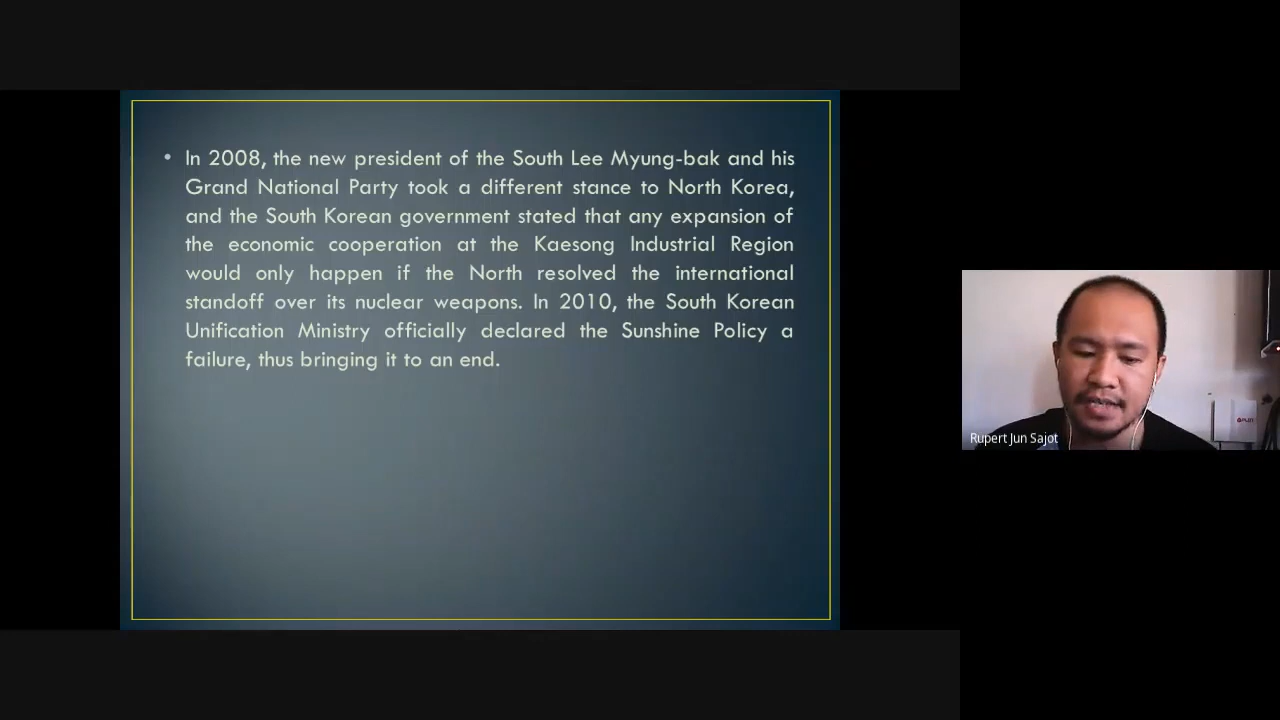 • In 2008, the new president of the South Lee Myung-bak and his
Grand National Party took a different stance to North Korea,
and the South Korean government stated that any expansion of
the economic cooperation at the Kaesong Industrial Region
would only happen if the North resolved the international
standoff over its nuclear weapons. In 2010, the South Korean
Unification Ministry officially declared the Sunshine Policy a
failure, thus bringing it to an end.
Rupert Jun Sajot